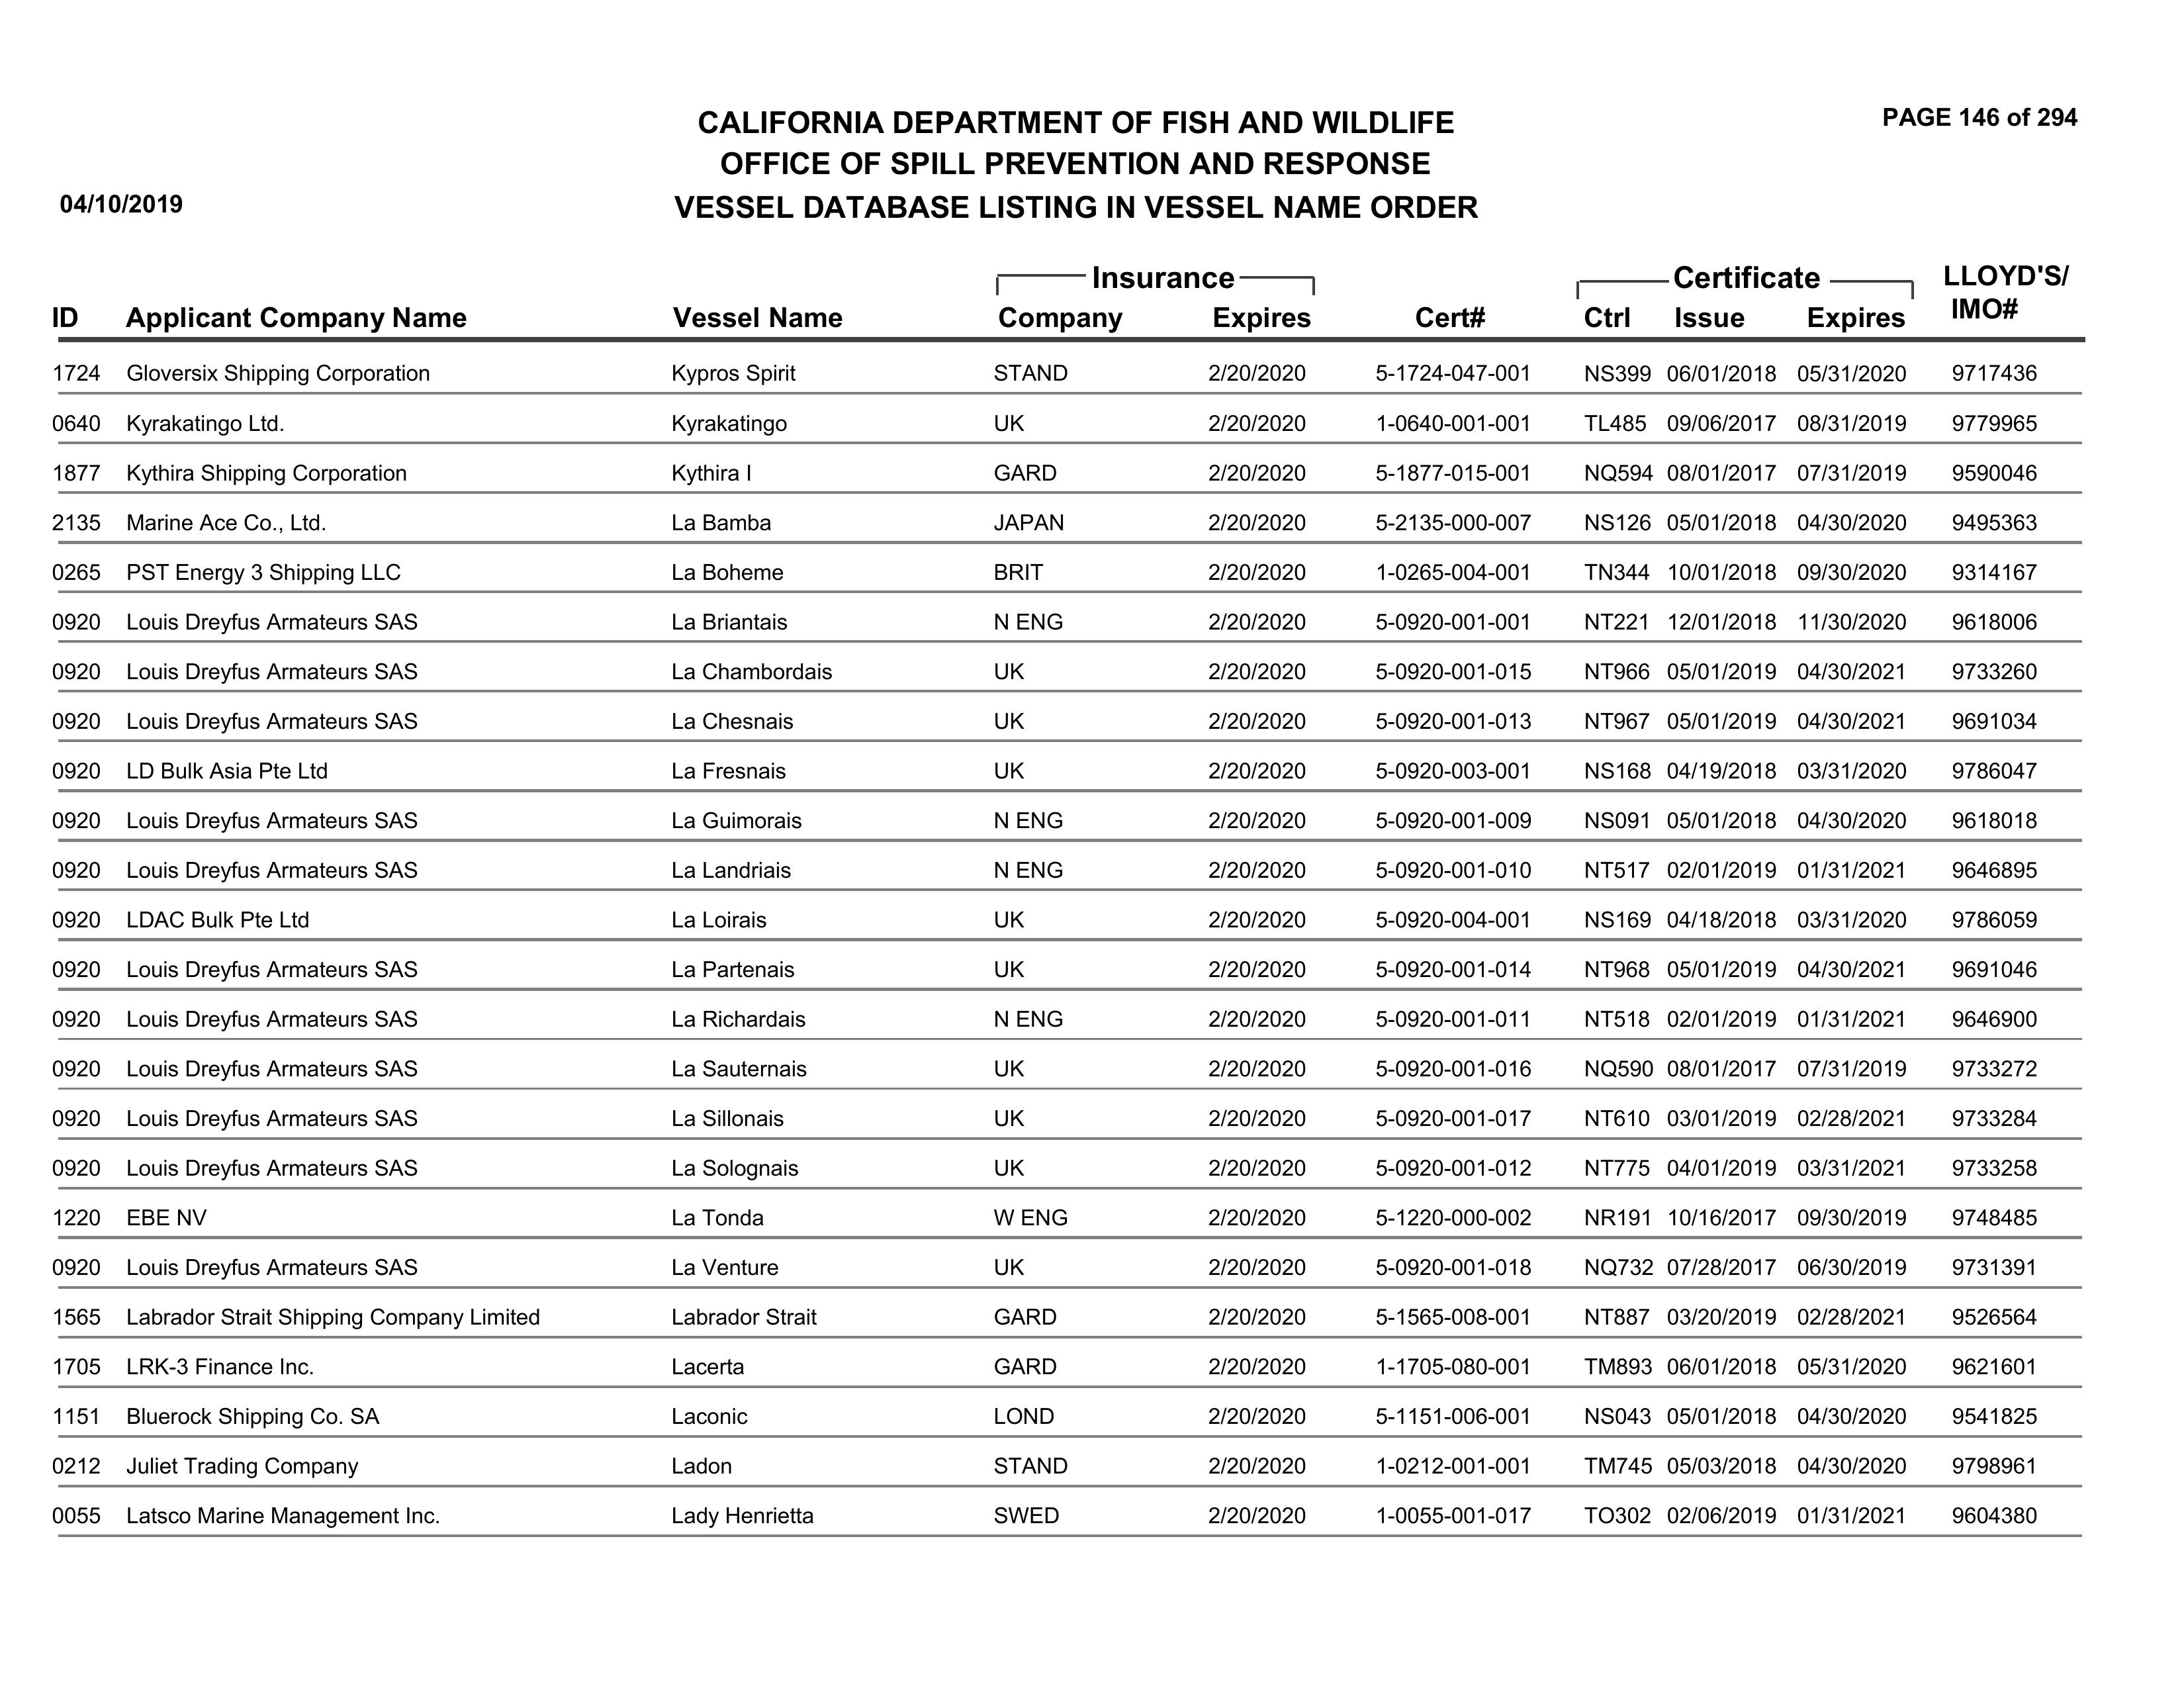 PAGE 146 of 294
CALIFORNIA DEPARTMENT OF FISH AND WILDLIFE
OFFICE OF SPILL PREVENTION AND RESPONSE
04/10/2019 VESSEL DATABASE LISTING IN VESSEL NAME ORDER
Insurance Certificate LLOYD'S/
ID Applicant Company Name Vessel Name Company Expires Cert# Ctrl Issue Expires IMO#
1724 Gloversix Shipping Corporation Kypros Spirit STAND 2/20/2020 5-1724-047-001 NS399 06/01/2018 05/31/2020 9717436
0640 Kyrakatingo Ltd. Kyrakatingo UK 2/20/2020 1-0640-001-001 TL485 09/06/2017 08/31/2019 9779965
1877 Kythira Shipping Corporation Kythira I GARD 2/20/2020 5-1877-015-001 NQ594 08/01/2017 07/31/2019 9590046
2135 Marine Ace Co., Ltd. La Bamba JAPAN 2/20/2020 5-2135-000-007 NS126 05/01/2018 04/30/2020 9495363
0265 PST Energy 3 Shipping LLC La Boheme BRIT 2/20/2020 1-0265-004-001 TN344 10/01/2018 09/30/2020 9314167
0920 Louis Dreyfus Armateurs SAS La Briantais N ENG 2/20/2020 5-0920-001-001 NT221 12/01/2018 11/30/2020 9618006
0920 Louis Dreyfus Armateurs SAS La Chambordais UK 2/20/2020 5-0920-001-015 NT966 05/01/2019 04/30/2021 9733260
0920 Louis Dreyfus Armateurs SAS La Chesnais UK 2/20/2020 5-0920-001-013 NT967 05/01/2019 04/30/2021 9691034
0920 LD Bulk Asia Pte Ltd La Fresnais UK 2/20/2020 5-0920-003-001 NS168 04/19/2018 03/31/2020 9786047
0920 Louis Dreyfus Armateurs SAS La Guimorais N ENG 2/20/2020 5-0920-001-009 NS091 05/01/2018 04/30/2020 9618018
0920 Louis Dreyfus Armateurs SAS La Landriais N ENG 2/20/2020 5-0920-001-010 NT517 02/01/2019 01/31/2021 9646895
0920 LDAC Bulk Pte Ltd La Loirais UK 2/20/2020 5-0920-004-001 NS169 04/18/2018 03/31/2020 9786059
0920 Louis Dreyfus Armateurs SAS La Partenais UK 2/20/2020 5-0920-001-014 NT968 05/01/2019 04/30/2021 9691046
0920 Louis Dreyfus Armateurs SAS La Richardais N ENG 2/20/2020 5-0920-001-011 NT518 02/01/2019 01/31/2021 9646900
0920 Louis Dreyfus Armateurs SAS La Sauternais UK 2/20/2020 5-0920-001-016 NQ590 08/01/2017 07/31/2019 9733272
0920 Louis Dreyfus Armateurs SAS La Sillonais UK 2/20/2020 5-0920-001-017 NT610 03/01/2019 02/28/2021 9733284
0920 Louis Dreyfus Armateurs SAS La Solognais UK 2/20/2020 5-0920-001-012 NT775 04/01/2019 03/31/2021 9733258
1220 EBE NV La Tonda W ENG 2/20/2020 5-1220-000-002 NR191 10/16/2017 09/30/2019 9748485
0920 Louis Dreyfus Armateurs SAS La Venture UK 2/20/2020 5-0920-001-018 NQ732 07/28/2017 06/30/2019 9731391
1565 Labrador Strait Shipping Company Limited Labrador Strait GARD 2/20/2020 5-1565-008-001 NT887 03/20/2019 02/28/2021 9526564
1705 LRK-3 Finance Inc. Lacerta GARD 2/20/2020 1-1705-080-001 TM893 06/01/2018 05/31/2020 9621601
1151 Bluerock Shipping Co. SA Laconic LOND 2/20/2020 5-1151-006-001 NS043 05/01/2018 04/30/2020 9541825
0212 Juliet Trading Company Ladon STAND 2/20/2020 1-0212-001-001 TM745 05/03/2018 04/30/2020 9798961
0055 Latsco Marine Management Inc. Lady Henrietta SWED 2/20/2020 1-0055-001-017 TO302 02/06/2019 01/31/2021 9604380